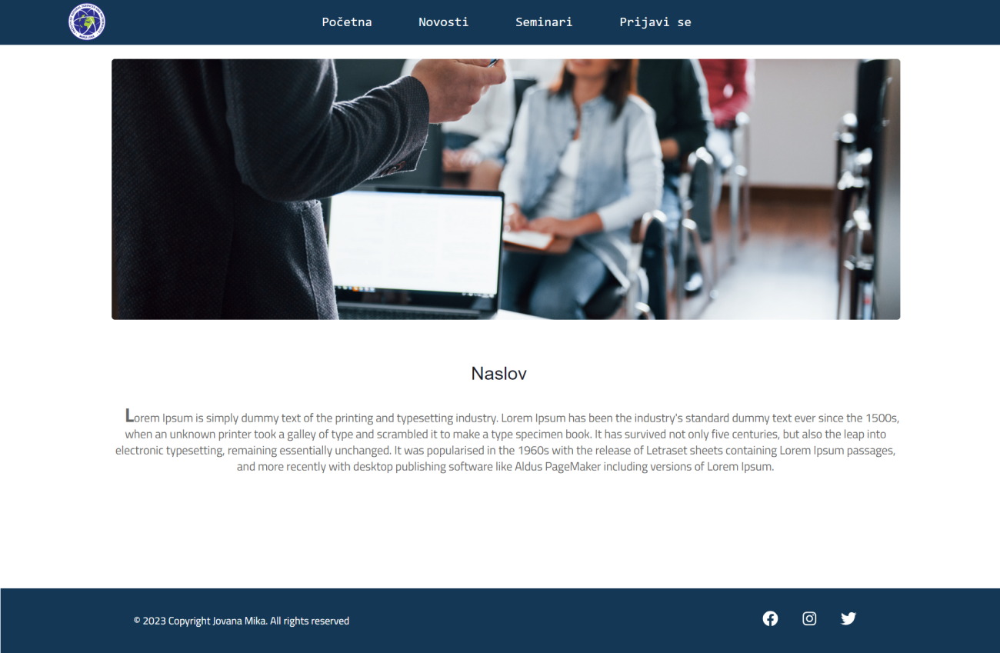 Početna Novosti Seminari Prijavi se
Naslov
Lorem Ipsum is simply dummy text of the printing and typesetting industry. Lorem Ipsum has been the industry's standard dummy text ever since the 1500s,
when an unknown printer took a galley of type and scrambled it to make a type specimen book. It has survived not only five centuries, but also the leap into
electronic typesetting, remaining essentially unchanged. It was popularised in the 1960s with the release of Letraset sheets containing Lorem Ipsum passages,
and more recently with desktop publishing software like Aldus PageMaker including versions of Lorem Ipsum.
© 2023 Copyright Jovana Mika. All rights reserved